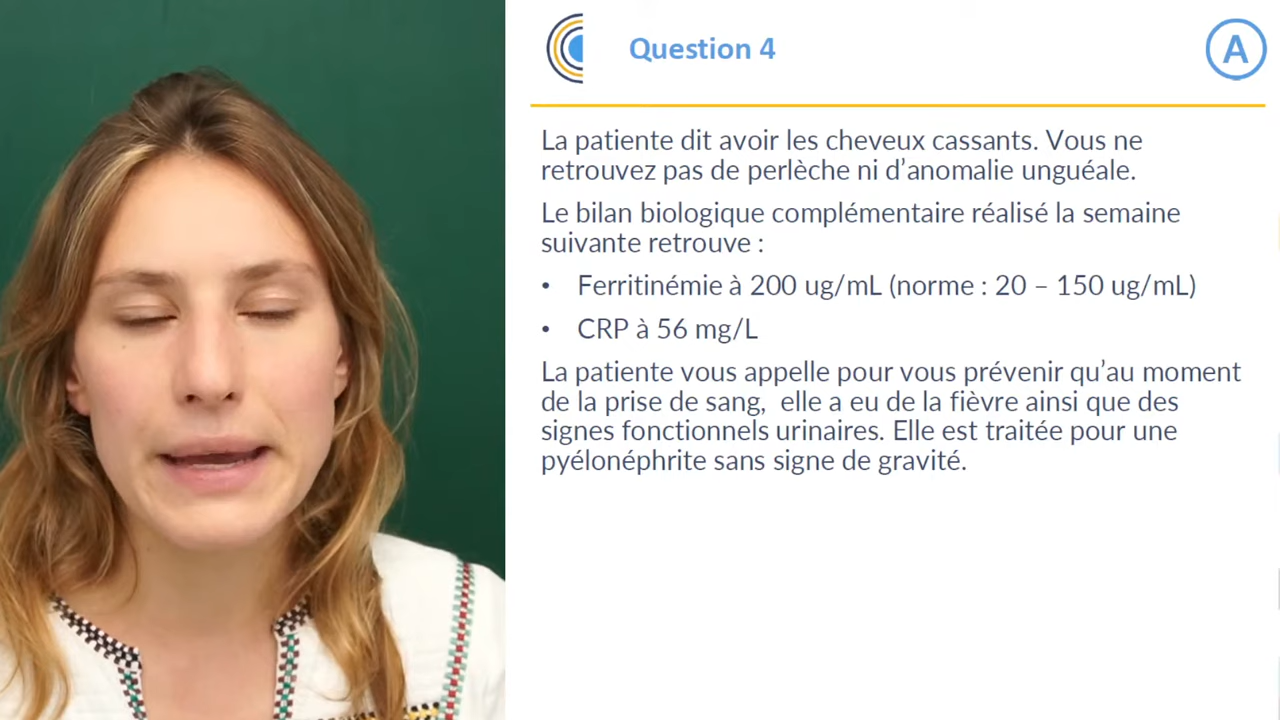 Question 4
A
La patiente dit avoir les cheveux cassants. Vous ne
retrouvez pas de perlèche ni d'anomalie unguéale.
Le bilan biologique complémentaire réalisé la semaine
suivante retrouve :
• Ferritinémie à 200 ug/mL (norme : 20 – 150 ug/mL)
• CRP à 56 mg/L
La patiente vous appelle pour vous prévenir qu'au moment
de la prise de sang,  elle a eu de la fièvre ainsi que des
signes fonctionnels urinaires. Elle est traitée pour une
pyélonéphrite sans signe de gravité.